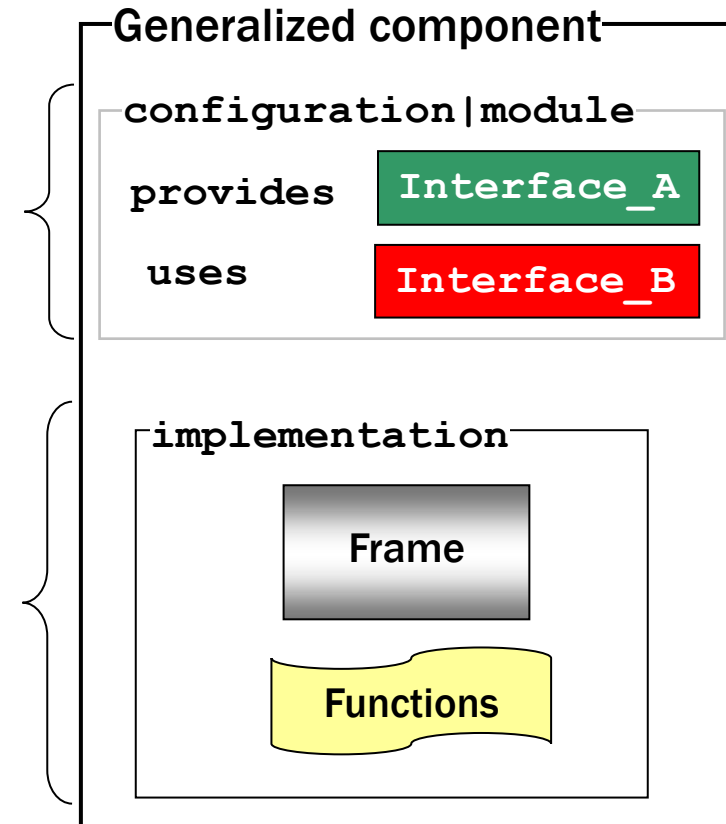 Generalized component
configuration|module
provides Interface_A
uses Interface_B
implementation
Frame
Functions